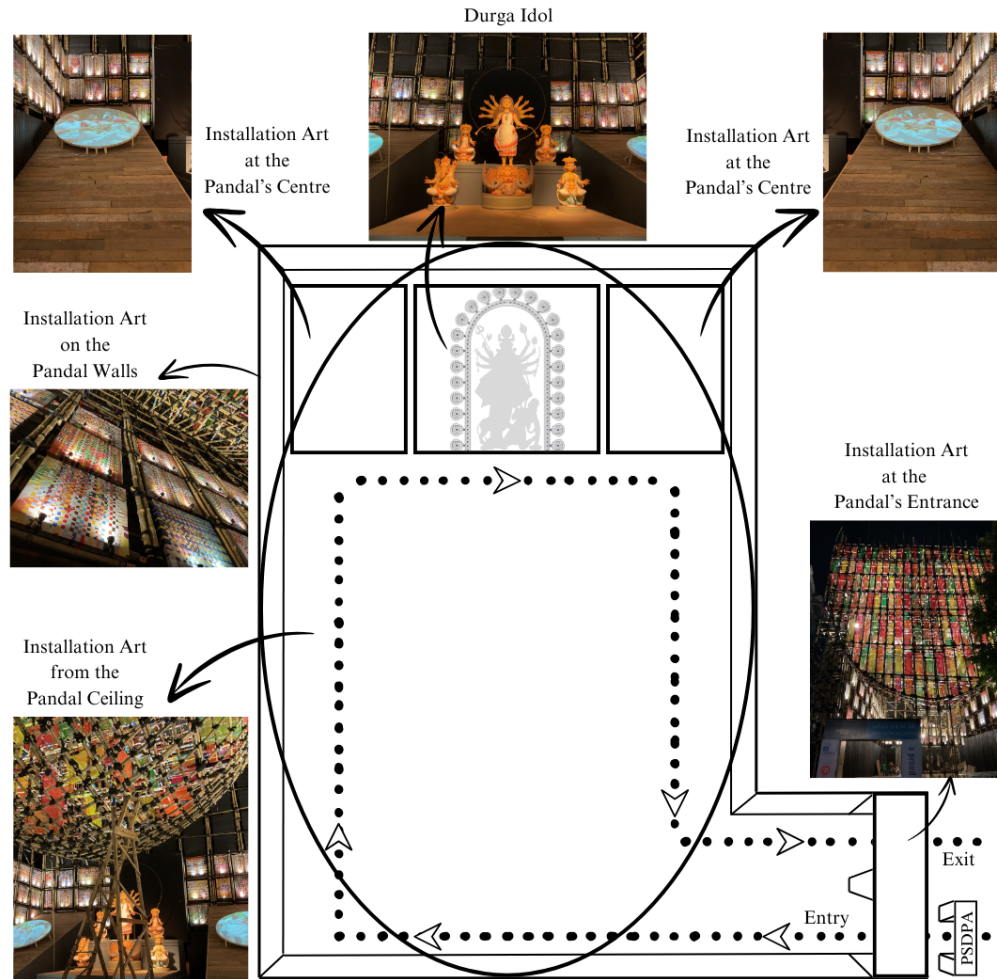 Durga Idol
Installation Art
at the
Pandal's Centre
Installation Art
at the
Pandal's Centre
Installation Art
on the
Pandal Walls
Installation Art
at the
Pandal's Entrance
Installation Art
from the
Pandal Ceiling
Exit
Entry
PSDPA